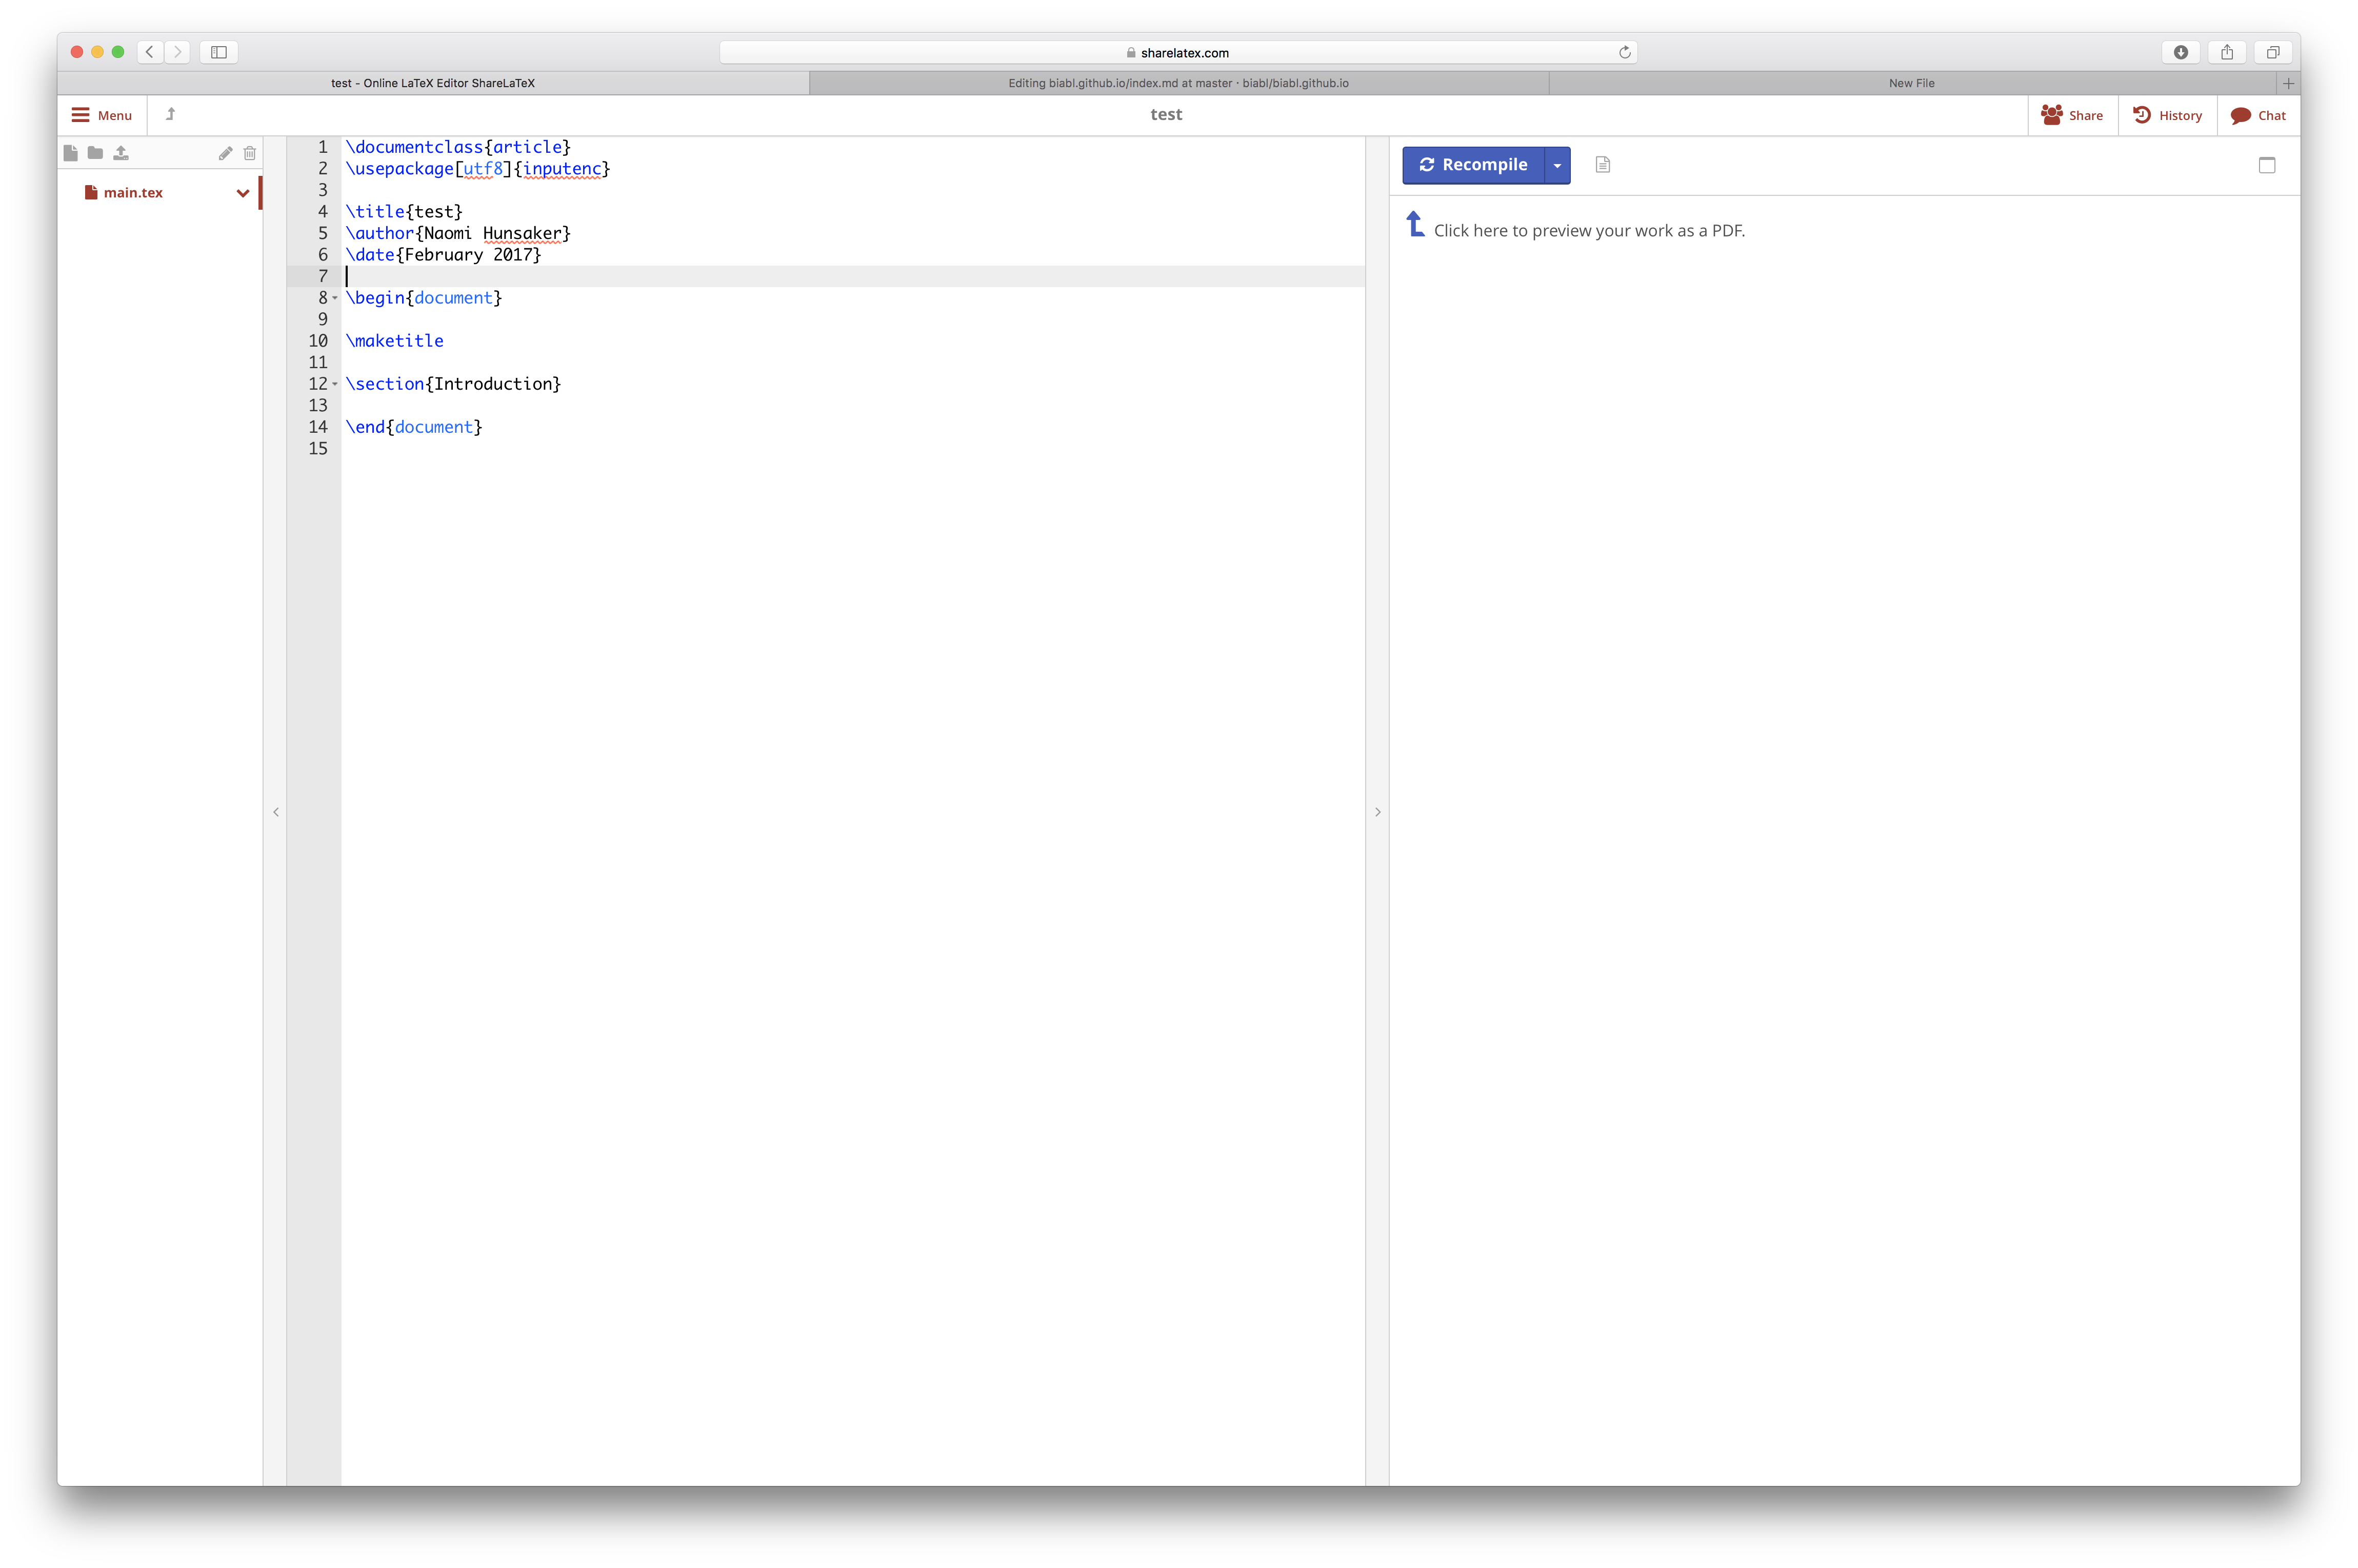 sharelatex.com
test - Online LaTeX Editor ShareLaTeX
Editing biabl.github.io/index.md at master · biabl/biabl.github.io
New File
Menu
test
Share
History
Chat
main.tex
1 \documentclass{article}
2 \usepackage[utf8]{inputenc}
3
4 \title{test}
5 \author{Naomi Hunsaker}
6 \date{February 2017}
7
8 \begin{document}
9
10 \maketitle
11
12 \section{Introduction}
13
14 \end{document}
15
Recompile
Click here to preview your work as a PDF.